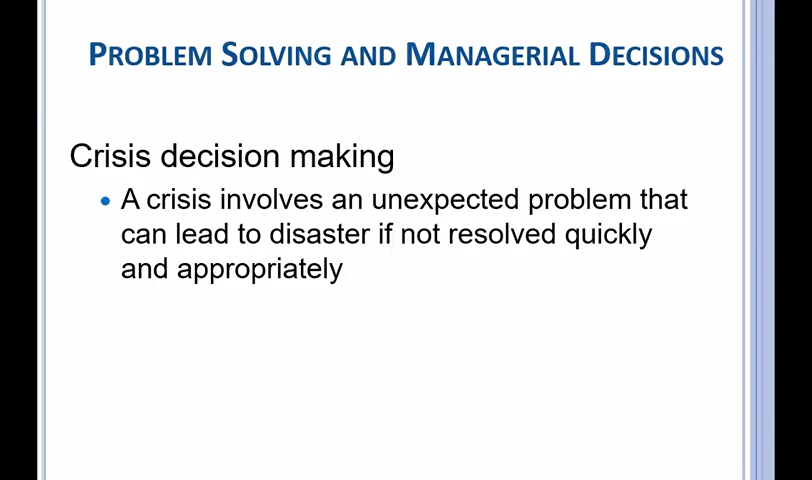 PROBLEM SOLVING AND MANAGERIAL DECISIONS
Crisis decision making
• A crisis involves an unexpected problem that
can lead to disaster if not resolved quickly
and appropriately